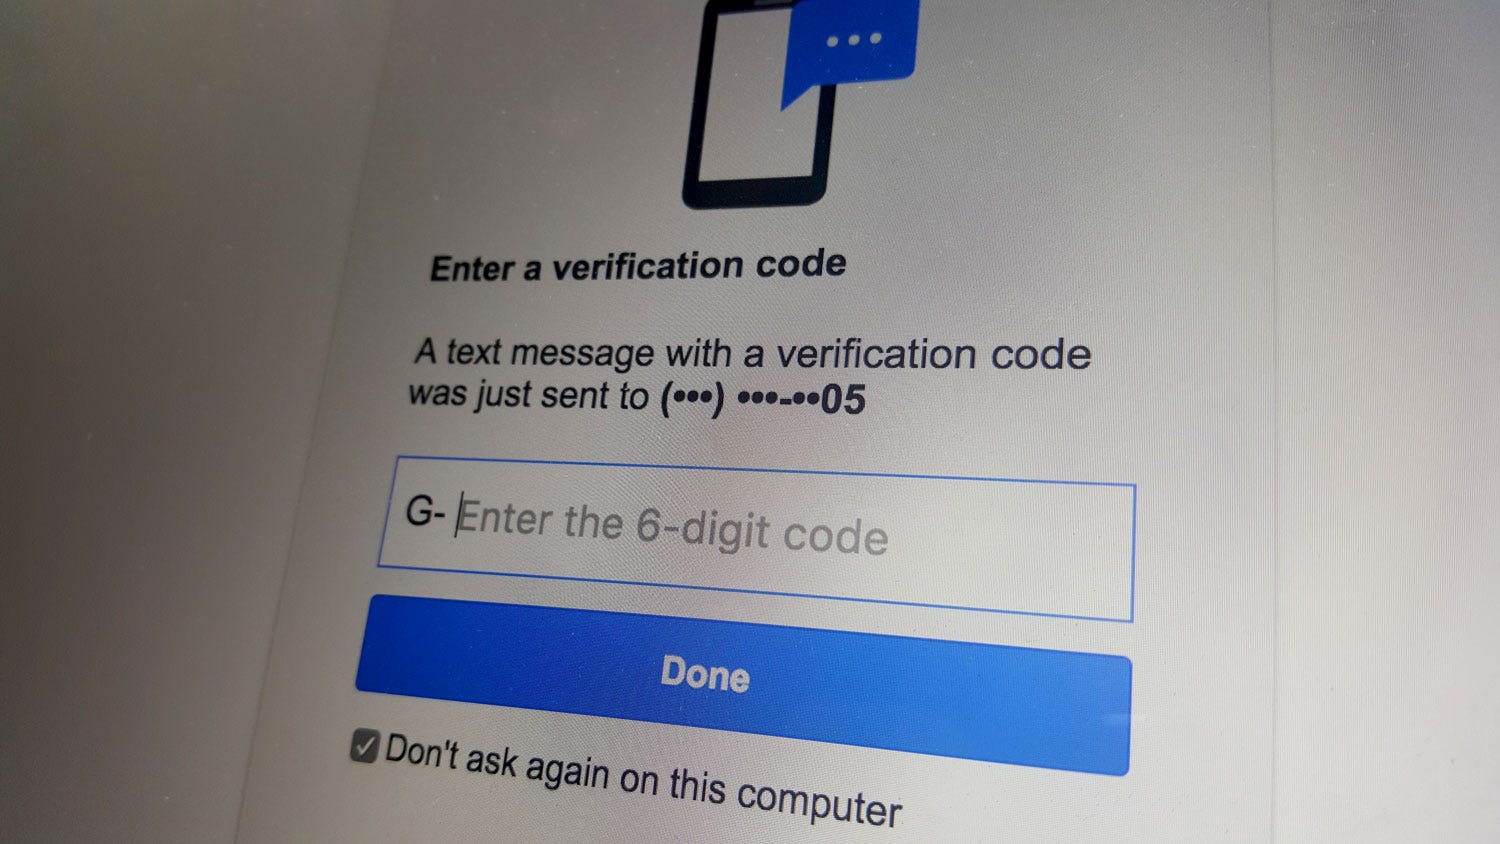 Enter a verification code
A text message with a verification code
was just sent to (•••) •••-••05
G- Enter the 6-digit code
Done
Don't ask again on this computer